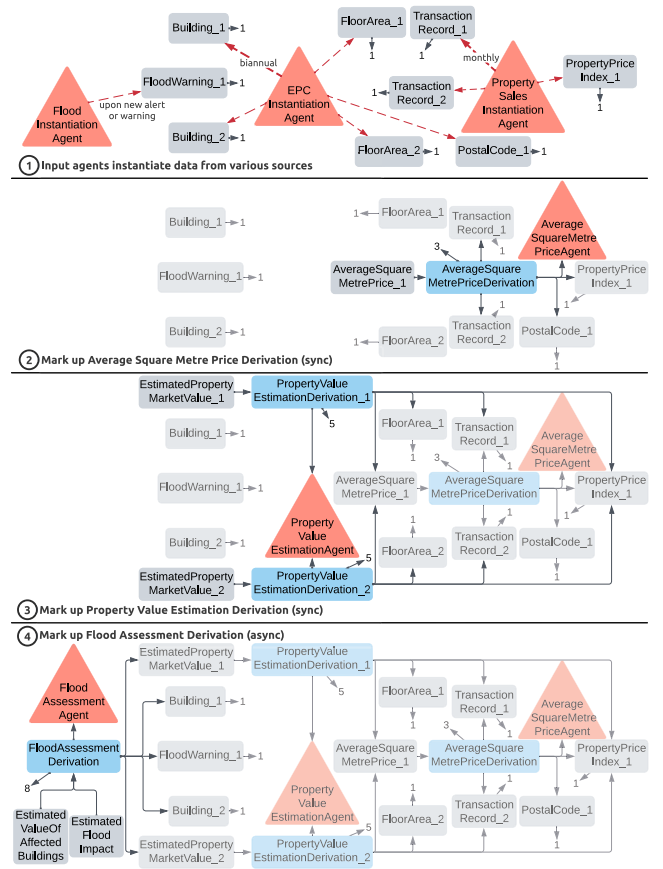 Building_1
1
biannual
FloorArea_1
1
Transaction
Record_1
1
monthly
PropertyPrice
Index_1
1
Flood
Instantiation
Agent
FloodWarning_1
1
upon new alert
or warning
EPC
Instantiation
Agent
Transaction
Record_2
1
Property
Sales
Instantiation
Agent
Building_2
1
FloorArea_2
1
PostalCode_1
1
1 Input agents instantiate data from various sources
Building_1
1
FloorArea_1
1
Transaction
Record_1
1
Average
SquareMetre
PriceAgent
3
FloodWarning_1
1
AverageSquare
MetrePrice_1
AverageSquare
MetrePriceDerivation
PropertyPrice
Index_1
1
Building_2
1
FloorArea_2
1
Transaction
Record_2
1
PostalCode_1
1
2 Mark up Average Square Metre Price Derivation (sync)
EstimatedProperty
MarketValue_1
PropertyValue
EstimationDerivation_1
5
Building_1
1
FloorArea_1
1
Transaction
Record_1
1
Average
SquareMetre
PriceAgent
3
FloodWarning_1
1
AverageSquare
MetrePrice_1
AverageSquare
MetrePriceDerivation
PropertyPrice
Index_1
1
Property
Value
EstimationAgent
Building_2
1
5
FloorArea_2
1
Transaction
Record_2
1
PostalCode_1
1
EstimatedProperty
MarketValue_2
PropertyValue
EstimationDerivation_2
3 Mark up Property Value Estimation Derivation (sync)
4 Mark up Flood Assessment Derivation (async)
EstimatedProperty
MarketValue_1
PropertyValue
EstimationDerivation_1
5
Flood
Assessment
Agent
Building_1
1
FloorArea_1
1
Transaction
Record_1
1
Average
SquareMetre
PriceAgent
3
FloodAssessment
Derivation
8
FloodWarning_1
1
AverageSquare
MetrePrice_1
AverageSquare
MetrePriceDerivation
PropertyPrice
Index_1
1
Property
Value
EstimationAgent
Estimated
ValueOf
Affected
Buildings
Estimated
Flood
Impact
Building_2
1
5
FloorArea_2
1
Transaction
Record_2
1
PostalCode_1
1
EstimatedProperty
MarketValue_2
PropertyValue
EstimationDerivation_2